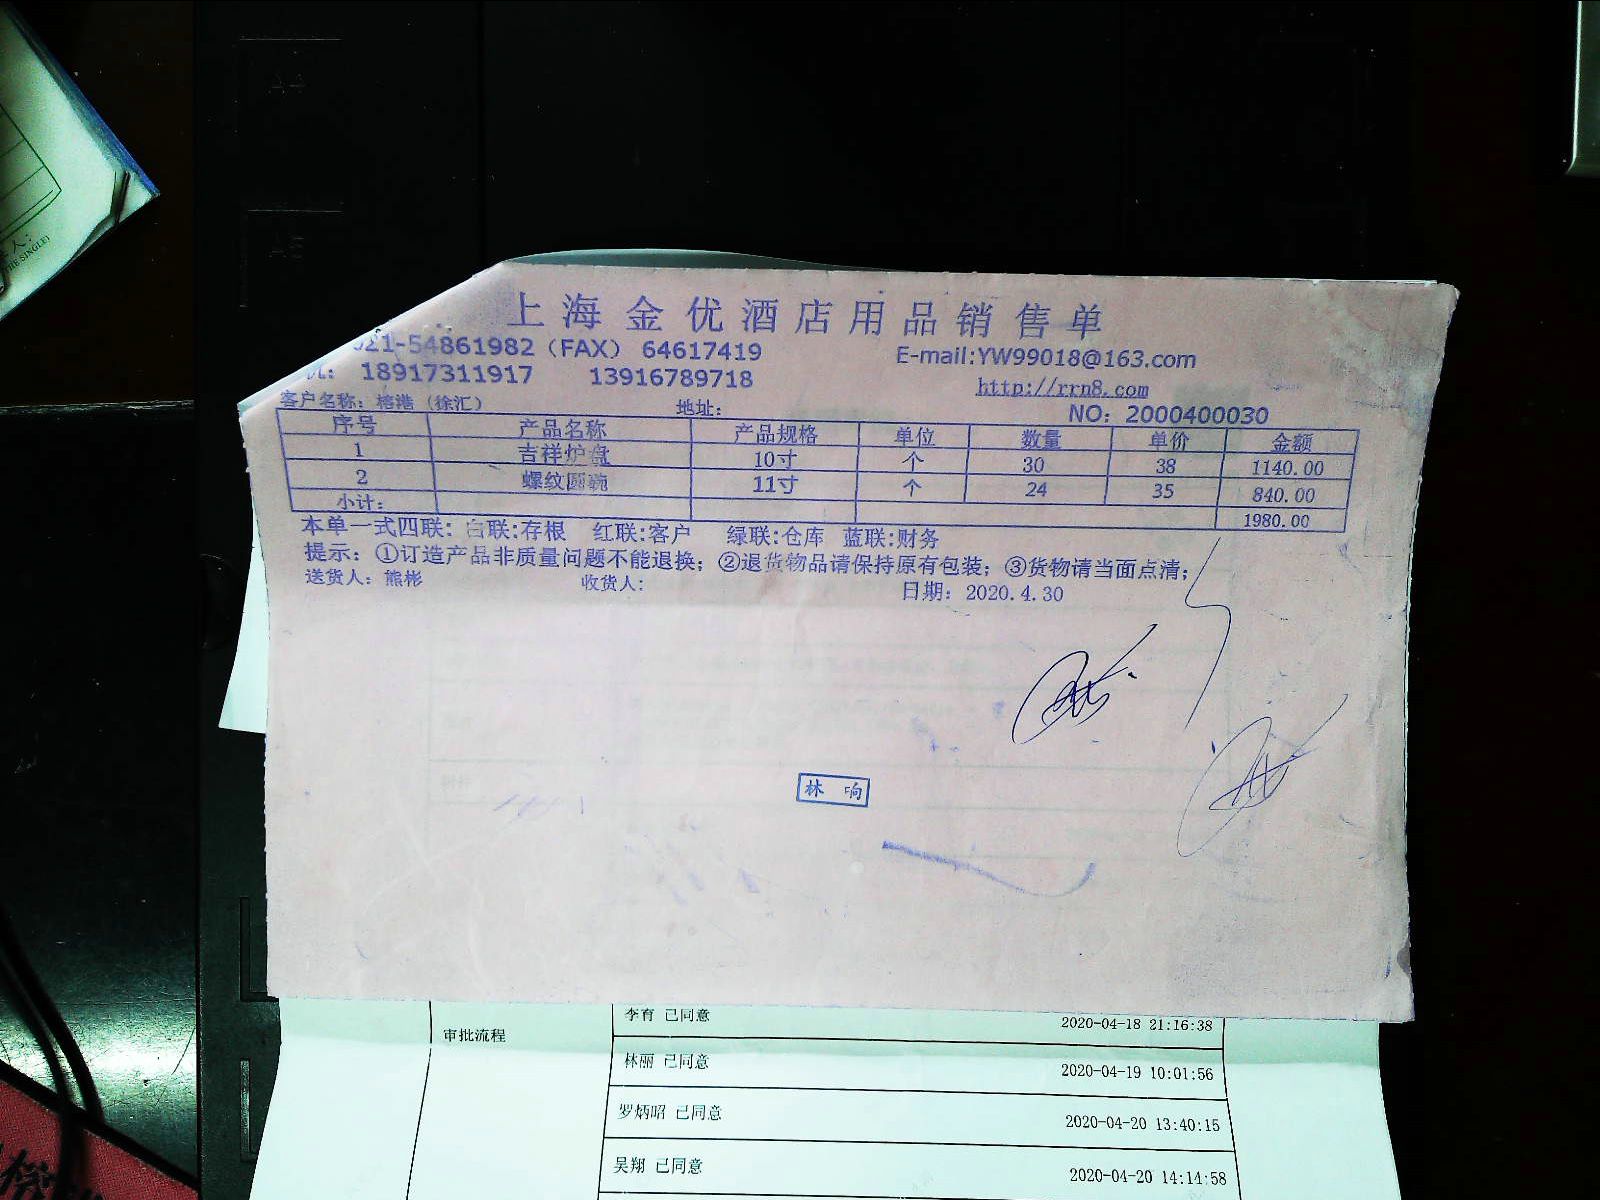 上海金优酒店用品销售单
021-54861982（FAX） 64617419 E-mail:YW99018@163.com
机： 18917311917 13916789718 http://rrn8.com
客户名称：榕港（徐汇） 地址： NO：2000400030
序号 产品名称 产品规格 单位 数量 单价 金额
1 吉祥炉盘 10寸 个 30 38 1140.00
2 螺纹圆碗 11寸 个 24 35 840.00
小计： 1980.00
本单一式四联：白联:存根 红联:客户 绿联:仓库 蓝联:财务
提示：①订造产品非质量问题不能退换；②退货物品请保持原有包装；③货物请当面点清；
送货人：熊彬 收货人： 日期：2020.4.30
林 响
审批流程
李育 已同意 2020-04-18 21:16:38
林丽 已同意 2020-04-19 10:01:56
罗炳昭 已同意 2020-04-20 13:40:15
吴翔 已同意 2020-04-20 14:14:58